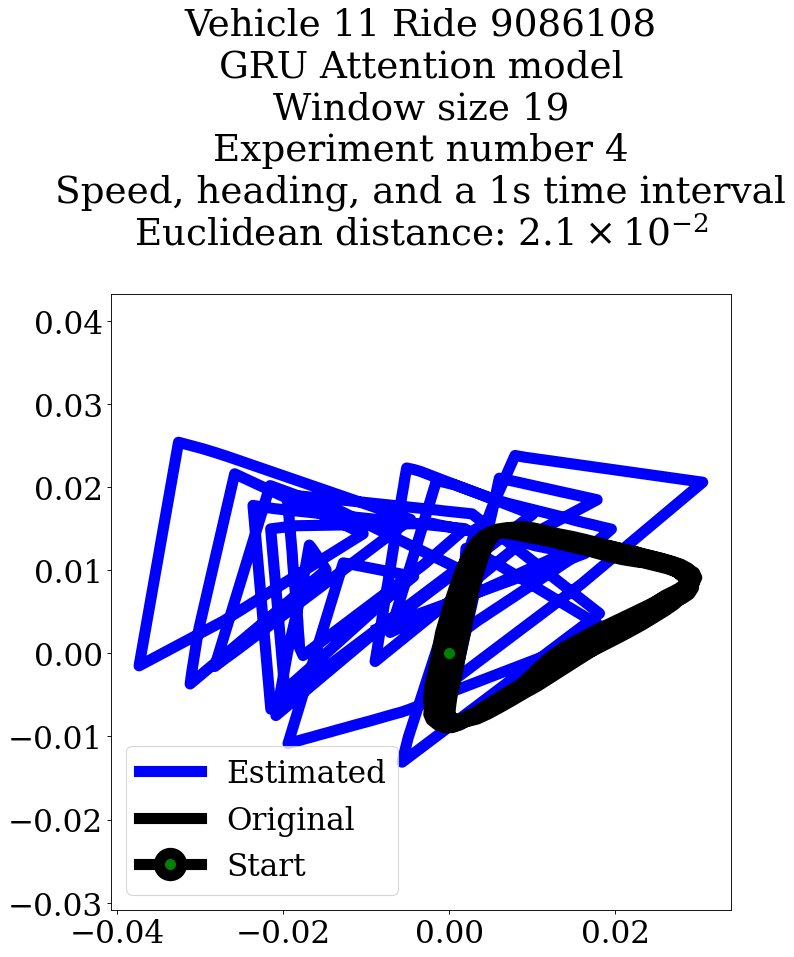 Vehicle 11 Ride 9086108
GRU Attention model
Window size 19
Experiment number 4
Speed, heading, and a 1s time interval
Euclidean distance: 2.1 × 10⁻²
0.04
0.03
0.02
0.01
0.00
−0.01
−0.02
−0.03
Estimated
Original
Start
−0.04
−0.02
0.00
0.02